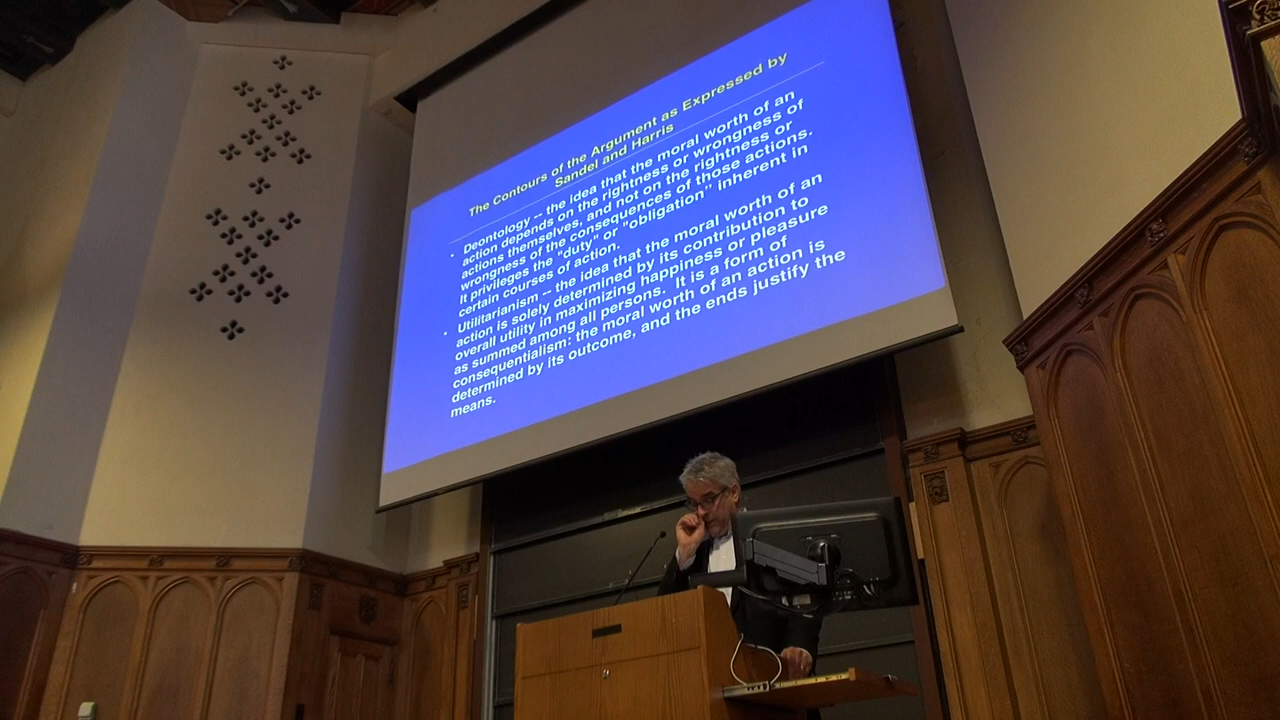 The Contours of the Argument as Expressed by
Sandel and Harris
• Deontology -- the idea that the moral worth of an
action depends on the rightness or wrongness of
actions themselves, and not on the rightness or
wrongness of the consequences of those actions.
It privileges the "duty" or "obligation" inherent in
certain courses of action.
• Utilitarianism -- the idea that the moral worth of an
action is solely determined by its contribution to
overall utility in maximizing happiness or pleasure
as summed among all persons. It is a form of
consequentialism: the moral worth of an action is
determined by its outcome, and the ends justify the
means.